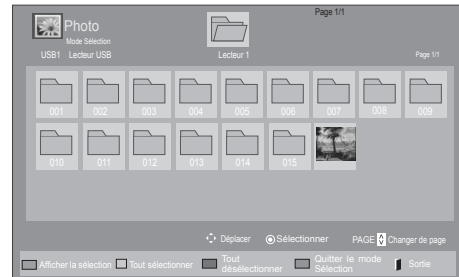 Page 1/1
Photo
Mode Sélection
USB1 Lecteur USB
Lecteur 1
Page 1/1
001 002 003 004 005 006 007 008 009
010 011 012 013 014 015
Déplacer Sélectionner PAGE Changer de page
Afficher la sélection Tout sélectionner Tout désélectionner Quitter le mode Sélection Sortie